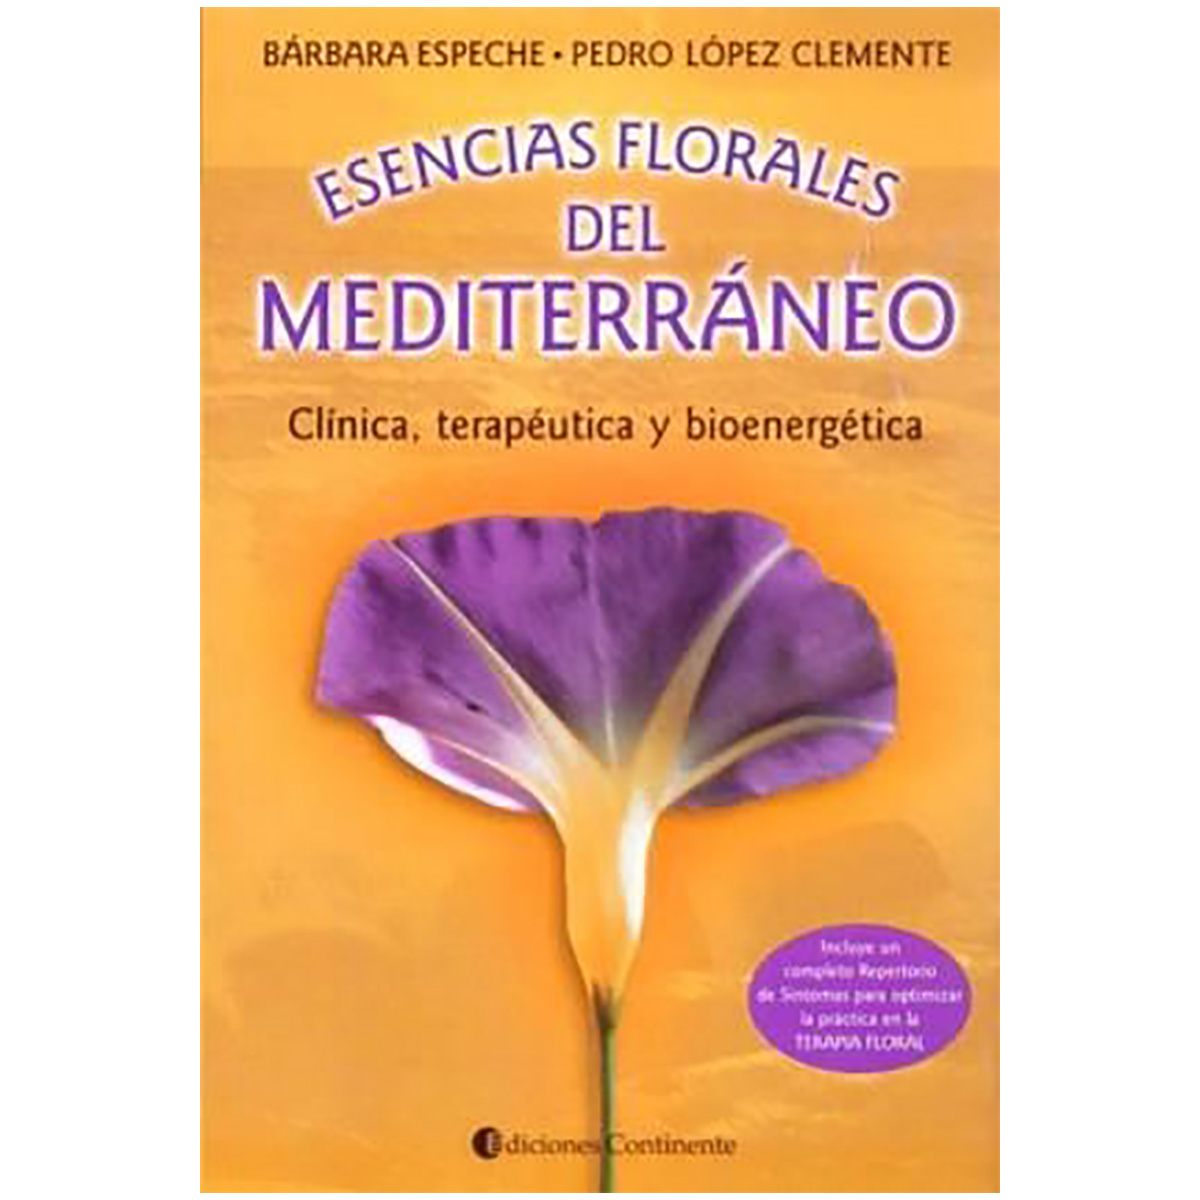 BÁRBARA ESPECHE • PEDRO LÓPEZ CLEMENTE
ESENCIAS FLORALES
DEL
MEDITERRÁNEO
Clínica, terapéutica y bioenergética
Incluye un
completo Repertorio
de Síntomas para optimizar
la práctica en la
TERAPIA FLORAL
Ediciones Continente